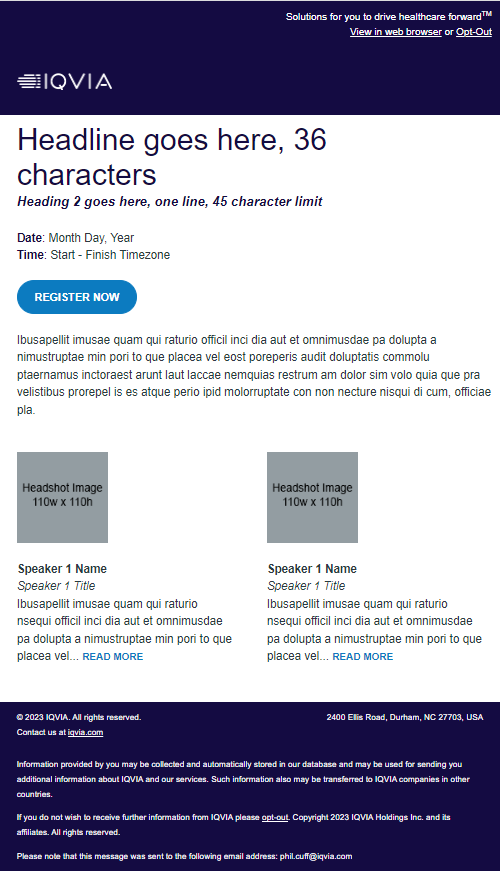 Solutions for you to drive healthcare forward™
View in web browser or Opt-Out
IQVIA
Headline goes here, 36
characters
Heading 2 goes here, one line, 45 character limit
Date: Month Day, Year
Time: Start - Finish Timezone
REGISTER NOW
Ibusapellit imusae quam qui raturio officil inci dia aut et omnimusdae pa dolupta a
nimustruptae min pori to que placea vel eost poreperis audit doluptatis commolu
ptaernamus inctoraest arunt laut laccae nemquias restrum am dolor sim volo quia que pra
velistibus prorepel is es atque perio ipid molorruptate con non necture nisqui di cum, officiae
pla.
Headshot Image
110w x 110h
Headshot Image
110w x 110h
Speaker 1 Name
Speaker 1 Title
Ibusapellit imusae quam qui raturio
nsequi officil inci dia aut et omnimusdae
pa dolupta a nimustruptae min pori to que
placea vel... READ MORE
Speaker 1 Name
Speaker 1 Title
Ibusapellit imusae quam qui raturio
nsequi officil inci dia aut et omnimusdae
pa dolupta a nimustruptae min pori to que
placea vel... READ MORE
© 2023 IQVIA. All rights reserved.
2400 Ellis Road, Durham, NC 27703, USA
Contact us at iqvia.com
Information provided by you may be collected and automatically stored in our database and may be used for sending you
additional information about IQVIA and our services. Such information also may be transferred to IQVIA companies in other
countries.
If you do not wish to receive further information from IQVIA please opt-out. Copyright 2023 IQVIA Holdings Inc. and its
affiliates. All rights reserved.
Please note that this message was sent to the following email address: phil.cuff@iqvia.com